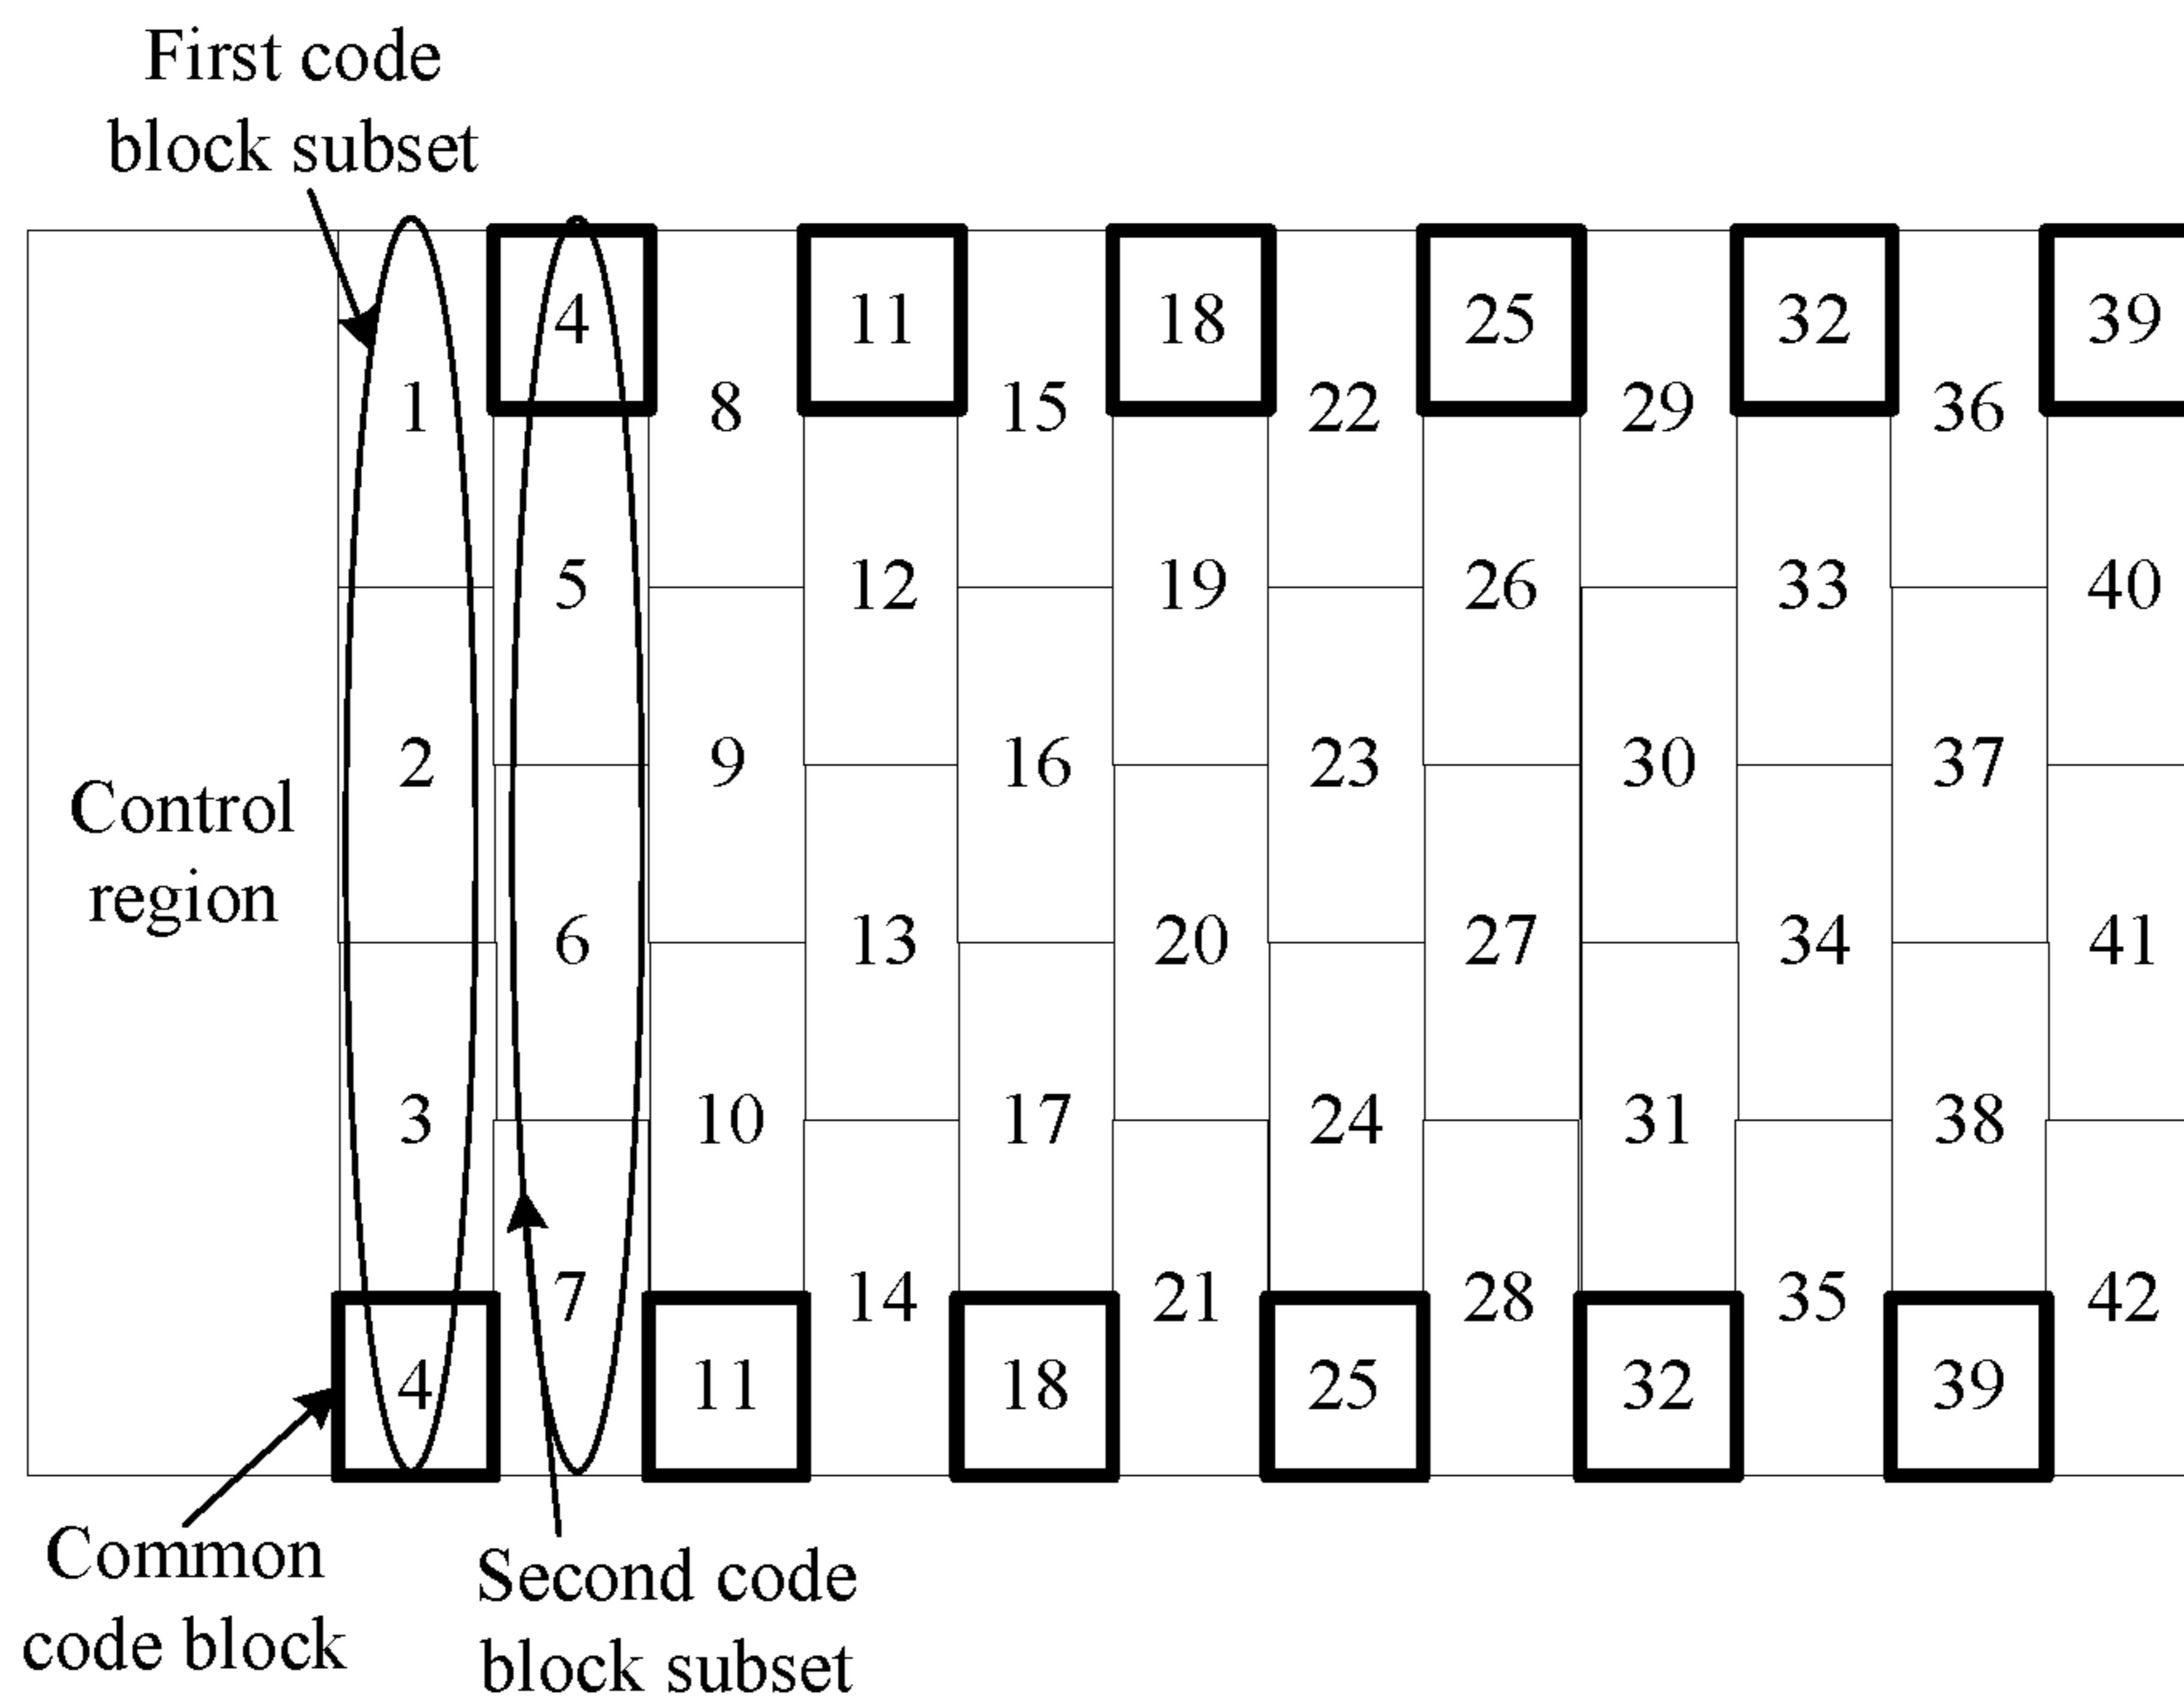 First code
block subset
4 11 18 25 32 39
1 8 15 22 29 36
5 12 19 26 33 40
2 9 16 23 30 37
Control
region
6 13 20 27 34 41
3 10 17 24 31 38
7 14 21 28 35 42
4 11 18 25 32 39
Common
code block
Second code
block subset